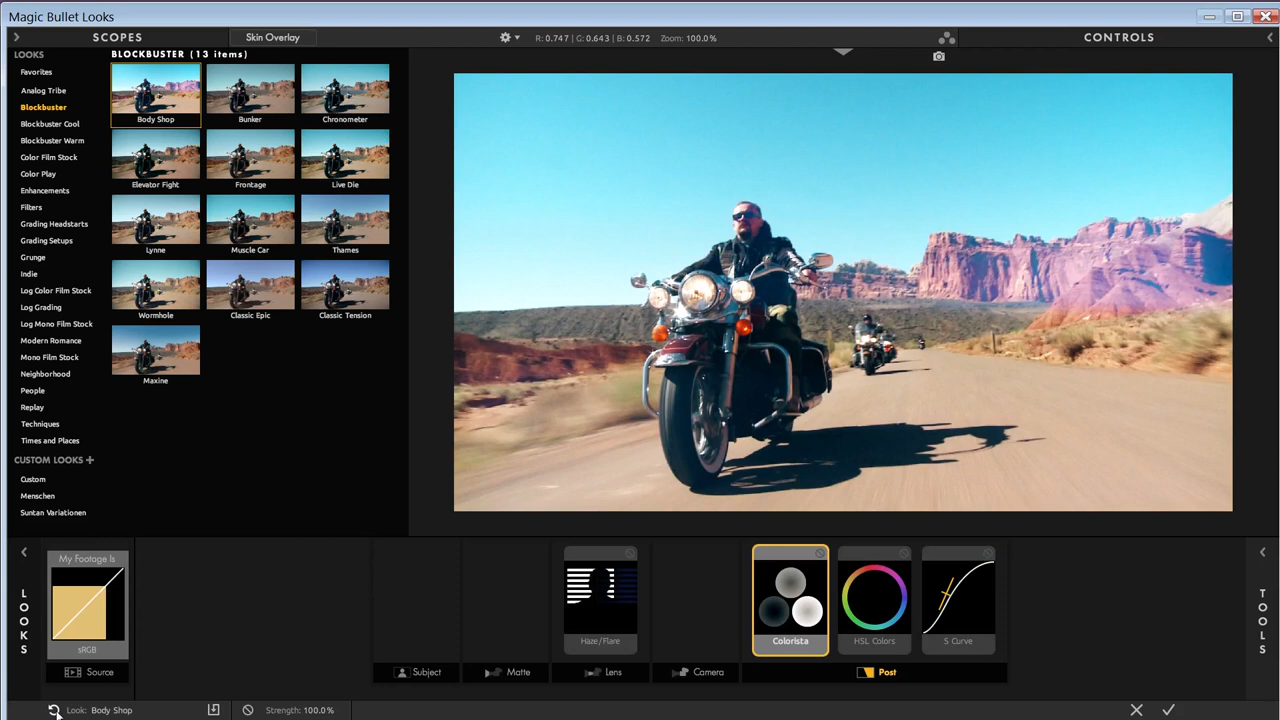 Magic Bullet Looks
SCOPES
Skin Overlay
R: 0.747 | G: 0.643 | B: 0.572 Zoom: 100.0%
CONTROLS
LOOKS
Favorites
Analog Tribe
Blockbuster
Blockbuster Cool
Blockbuster Warm
Color Film Stock
Color Play
Enhancements
Filters
Grading Headstarts
Grading Setups
Grunge
Indie
Log Color Film Stock
Log Grading
Log Mono Film Stock
Modern Romance
Mono Film Stock
Neighborhood
People
Replay
Techniques
Times and Places
CUSTOM LOOKS +
Custom
Menschen
Suntan Variationen
BLOCKBUSTER (13 items)
Body Shop Bunker Chronometer
Elevator Fight Frontage Live Die
Lynne Muscle Car Thames
Wormhole Classic Epic Classic Tension
Maxine
LOOKS
My Footage Is
sRGB
Source
Haze/Flare
Colorista
HSL Colors
S Curve
Subject
Matte
Lens
Camera
Post
TOOLS
Look: Body Shop
Strength: 100.0%